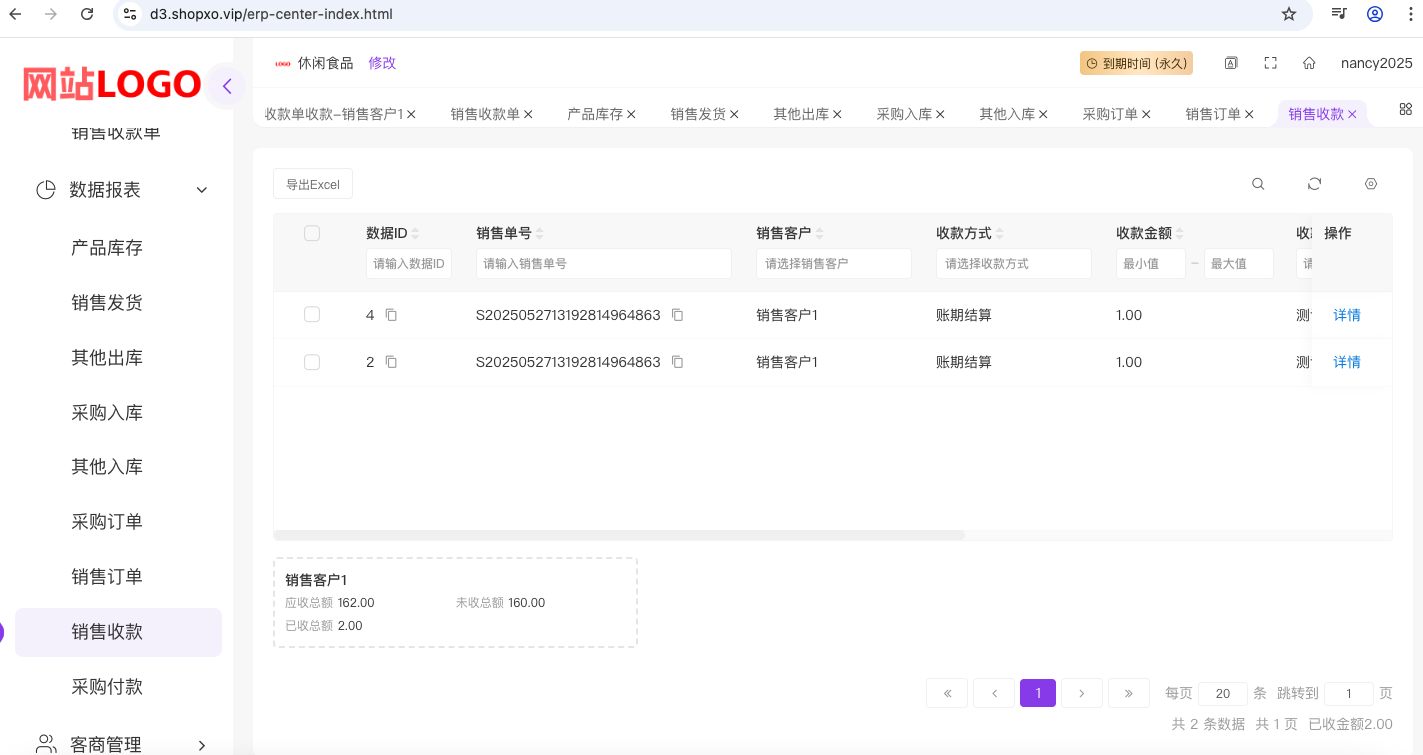 d3.shopxo.vip/erp-center-index.html
网站LOGO
LOGO 休闲食品 修改
到期时间 (永久)
nancy2025
收款单收款-销售客户1 销售收款单 产品库存 销售发货 其他出库 采购入库 其他入库 采购订单 销售订单 销售收款
销售收款单
数据报表
产品库存
销售发货
其他出库
采购入库
其他入库
采购订单
销售订单
销售收款
采购付款
客商管理
导出Excel
数据ID 销售单号 销售客户 收款方式 收款金额 收 操作
请输入数据ID 请输入销售单号 请选择销售客户 请选择收款方式 最小值 – 最大值 请
4 S20250527131928149648​63 销售客户1 账期结算 1.00 测 详情
2 S2025052713192814964863 销售客户1 账期结算 1.00 测 详情
销售客户1
应收总额 162.00 未收总额 160.00
已收总额 2.00
« ‹ 1 › » 每页 20 条 跳转到 1 页
共 2 条数据 共 1 页 已收金额2.00